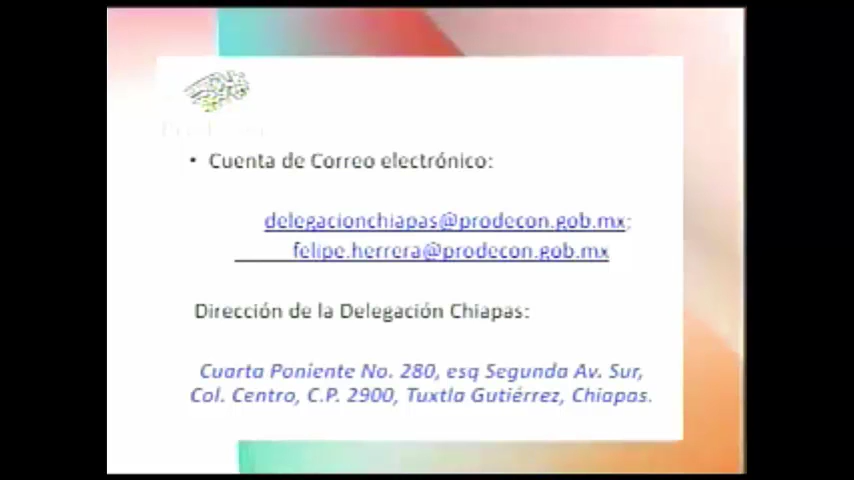 • Cuenta de Correo electrónico:
delegacionchiapas@prodecon.gob.mx;
felipe.herrera@prodecon.gob.mx
Dirección de la Delegación Chiapas:
Cuarta Poniente No. 280, esq Segunda Av. Sur,
Col. Centro, C.P. 2900, Tuxtla Gutiérrez, Chiapas.